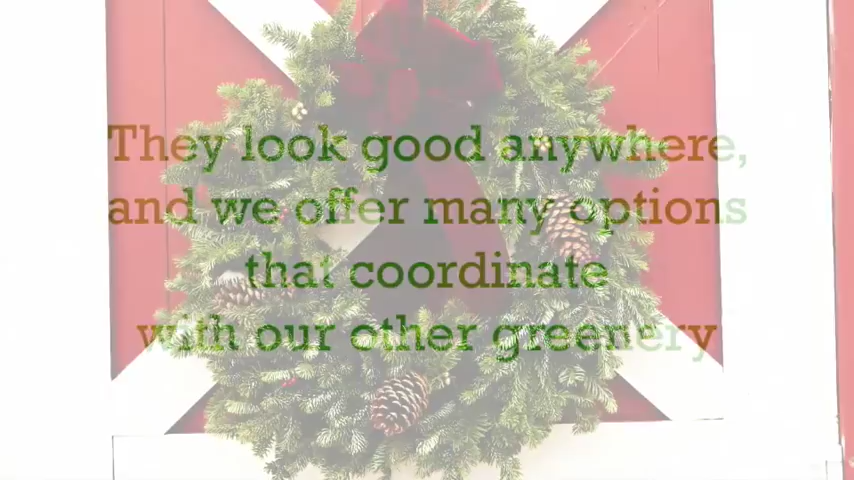 They look good anywhere,
and we offer many options
that coordinate
with our other greenery